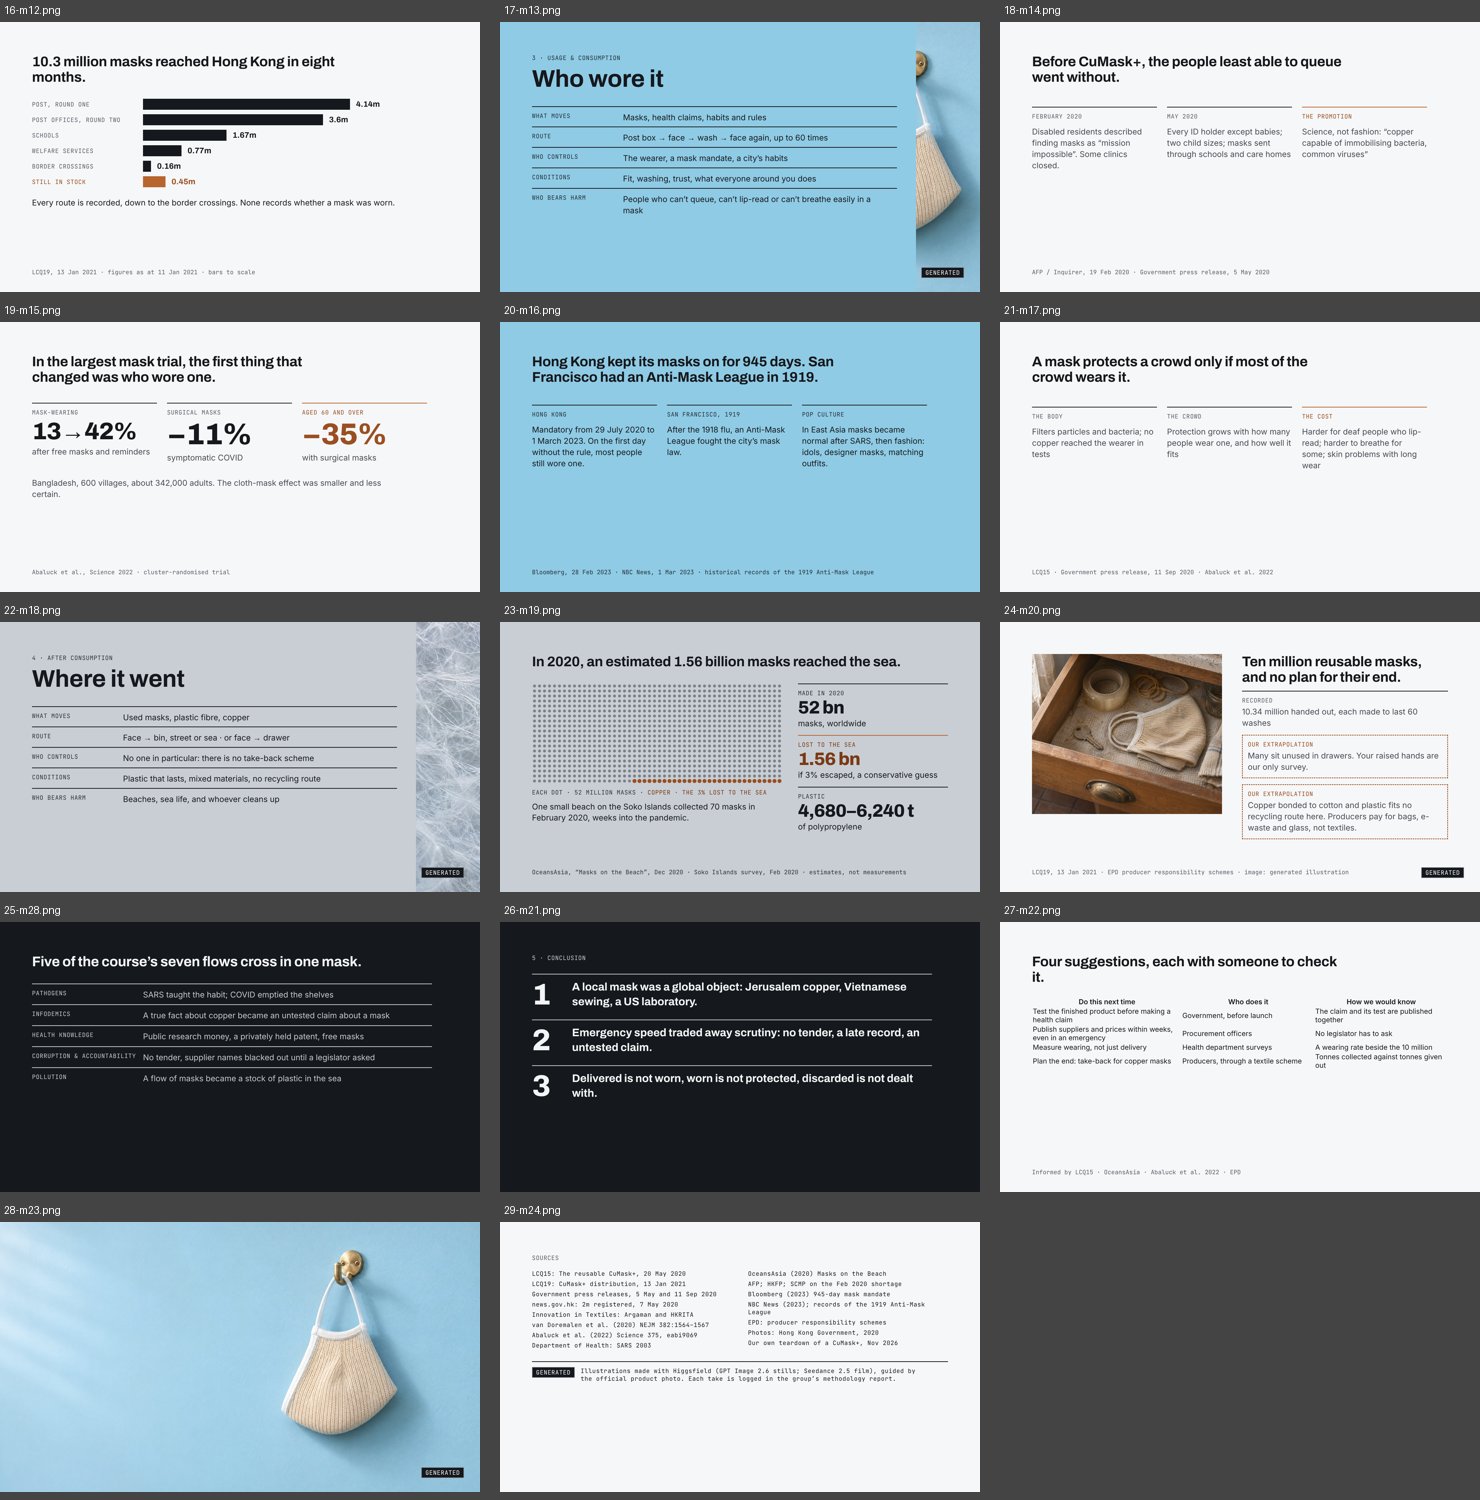 16-m12.png
10.3 million masks reached Hong Kong in eight
months.
POST, ROUND ONE 4.14m
POST OFFICES, ROUND TWO 3.6m
SCHOOLS 1.67m
WELFARE SERVICES 0.77m
BORDER CROSSINGS 0.16m
STILL IN STOCK 0.45m
Every route is recorded, down to the border crossings. None records whether a mask was worn.
LCQ19, 13 Jan 2021 · figures as at 11 Jan 2021 · bars to scale
17-m13.png
3 · USAGE & CONSUMPTION
Who wore it
WHAT MOVES Masks, health claims, habits and rules
ROUTE Post box → face → wash → face again, up to 60 times
WHO CONTROLS The wearer, a mask mandate, a city's habits
CONDITIONS Fit, washing, trust, what everyone around you does
WHO BEARS HARM People who can't queue, can't lip-read or can't breathe easily in a
mask
GENERATED
18-m14.png
Before CuMask+, the people least able to queue
went without.
FEBRUARY 2020
Disabled residents described
finding masks as “mission
impossible”. Some clinics
closed.
MAY 2020
Every ID holder except babies;
two child sizes; masks sent
through schools and care homes
THE PROMOTION
Science, not fashion: “copper
capable of immobilising bacteria,
common viruses”
AFP / Inquirer, 19 Feb 2020 · Government press release, 5 May 2020
19-m15.png
In the largest mask trial, the first thing that
changed was who wore one.
MASK-WEARING
13→42%
after free masks and reminders
SURGICAL MASKS
−11%
symptomatic COVID
AGED 60 AND OVER
−35%
with surgical masks
Bangladesh, 600 villages, about 342,000 adults. The cloth-mask effect was smaller and less
certain.
Abaluck et al., Science 2022 · cluster-randomised trial
20-m16.png
Hong Kong kept its masks on for 945 days. San
Francisco had an Anti-Mask League in 1919.
HONG KONG
Mandatory from 29 July 2020 to
1 March 2023. On the first day
without the rule, most people
still wore one.
SAN FRANCISCO, 1919
After the 1918 flu, an Anti-Mask
League fought the city's mask
law.
POP CULTURE
In East Asia masks became
normal after SARS, then fashion:
idols, designer masks, matching
outfits.
Bloomberg, 28 Feb 2023 · NBC News, 1 Mar 2023 · historical records of the 1919 Anti-Mask League
21-m17.png
A mask protects a crowd only if most of the
crowd wears it.
THE BODY
Filters particles and bacteria; no
copper reached the wearer in
tests
THE CROWD
Protection grows with how many
people wear one, and how well it
fits
THE COST
Harder for deaf people who lip-
read; harder to breathe for
some; skin problems with long
wear
LCQ15 · Government press release, 11 Sep 2020 · Abaluck et al. 2022
22-m18.png
4 · AFTER CONSUMPTION
Where it went
WHAT MOVES Used masks, plastic fibre, copper
ROUTE Face → bin, street or sea · or face → drawer
WHO CONTROLS No one in particular: there is no take-back scheme
CONDITIONS Plastic that lasts, mixed materials, no recycling route
WHO BEARS HARM Beaches, sea life, and whoever cleans up
GENERATED
23-m19.png
In 2020, an estimated 1.56 billion masks reached the sea.
EACH DOT · 52 MILLION MASKS · COPPER · THE 3% LOST TO THE SEA
One small beach on the Soko Islands collected 70 masks in
February 2020, weeks into the pandemic.
MADE IN 2020
52 bn
masks, worldwide
LOST TO THE SEA
1.56 bn
if 3% escaped, a conservative guess
PLASTIC
4,680–6,240 t
of polypropylene
OceansAsia, “Masks on the Beach”, Dec 2020 · Soko Islands survey, Feb 2020 · estimates, not measurements
24-m20.png
Ten million reusable masks,
and no plan for their end.
RECORDED
10.34 million handed out, each made to last 60
washes
OUR EXTRAPOLATION
Many sit unused in drawers. Your raised hands are
our only survey.
OUR EXTRAPOLATION
Copper bonded to cotton and plastic fits no
recycling route here. Producers pay for bags, e-
waste and glass, not textiles.
LCQ19, 13 Jan 2021 · EPD producer responsibility schemes · image: generated illustration
GENERATED
25-m28.png
Five of the course's seven flows cross in one mask.
PATHOGENS SARS taught the habit; COVID emptied the shelves
INFODEMICS A true fact about copper became an untested claim about a mask
HEALTH KNOWLEDGE Public research money, a privately held patent, free masks
CORRUPTION & ACCOUNTABILITY No tender, supplier names blacked out until a legislator asked
POLLUTION A flow of masks became a stock of plastic in the sea
26-m21.png
5 · CONCLUSION
1 A local mask was a global object: Jerusalem copper, Vietnamese
sewing, a US laboratory.
2 Emergency speed traded away scrutiny: no tender, a late record, an
untested claim.
3 Delivered is not worn, worn is not protected, discarded is not dealt
with.
27-m22.png
Four suggestions, each with someone to check
it.
Do this next time Who does it How we would know
Test the finished product before making a
health claim Government, before launch The claim and its test are published
together
Publish suppliers and prices within weeks,
even in an emergency Procurement officers No legislator has to ask
Measure wearing, not just delivery Health department surveys A wearing rate beside the 10 million
Plan the end: take-back for copper masks Producers, through a textile scheme Tonnes collected against tonnes given
out
Informed by LCQ15 · OceansAsia · Abaluck et al. 2022 · EPD
28-m23.png
GENERATED
29-m24.png
SOURCES
LCQ15: The reusable CuMask+, 20 May 2020
LCQ19: CuMask+ distribution, 13 Jan 2021
Government press releases, 5 May and 11 Sep 2020
news.gov.hk: 2m registered, 7 May 2020
Innovation in Textiles: Argaman and HKRITA
van Doremalen et al. (2020) NEJM 382:1564–1567
Abaluck et al. (2022) Science 375, eabi9069
Department of Health: SARS 2003
OceansAsia (2020) Masks on the Beach
AFP; HKFP; SCMP on the Feb 2020 shortage
Bloomberg (2023) 945-day mask mandate
NBC News (2023); records of the 1919 Anti-Mask
League
EPD: producer responsibility schemes
Photos: Hong Kong Government, 2020
Our own teardown of a CuMask+, Nov 2026
GENERATED Illustrations made with Higgsfield (GPT Image 2.6 stills; Seedance 2.5 film), guided by
the official product photo. Each take is logged in the group's methodology report.